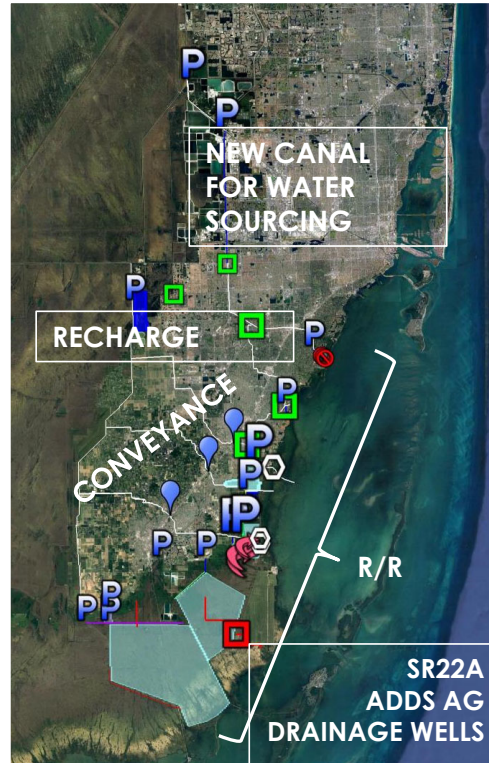 P
P
NEW CANAL
FOR WATER
SOURCING
P
RECHARGE
P
P
CONVEYANCE
P
P
P
P
P
P
R/R
P
P
P
SR22A
ADDS AG
DRAINAGE WELLS